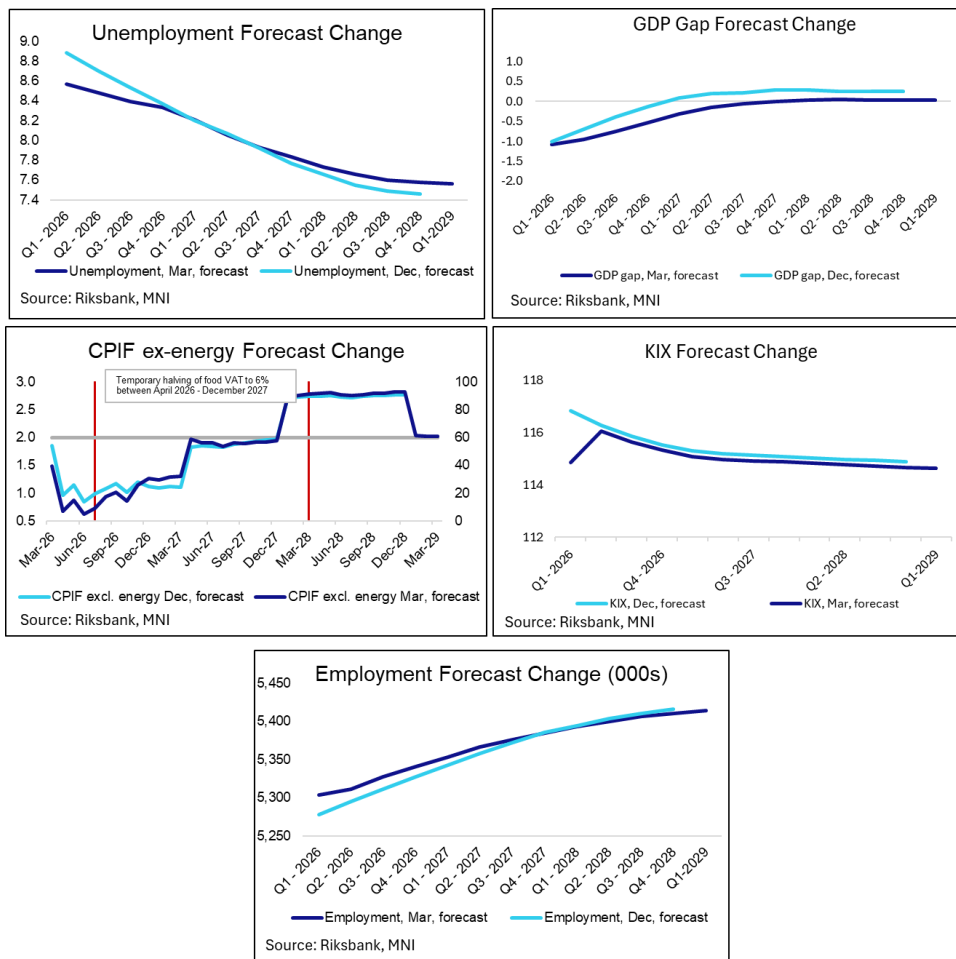 Unemployment Forecast Change
9.0
8.8
8.6
8.4
8.2
8.0
7.8
7.6
7.4
Q1 - 2026
Q2 - 2026
Q3 - 2026
Q4 - 2026
Q1 - 2027
Q2 - 2027
Q3 - 2027
Q4 - 2027
Q1 - 2028
Q2 - 2028
Q3 - 2028
Q4 - 2028
Q1-2029
Unemployment, Mar, forecast
Unemployment, Dec, forecast
Source: Riksbank, MNI
GDP Gap Forecast Change
1.0
0.5
0.0
-0.5
-1.0
-1.5
-2.0
Q1 - 2026
Q2 - 2026
Q3 - 2026
Q4 - 2026
Q1 - 2027
Q2 - 2027
Q3 - 2027
Q4 - 2027
Q1 - 2028
Q2 - 2028
Q3 - 2028
Q4 - 2028
Q1-2029
GDP gap, Mar, forecast
GDP gap, Dec, forecast
Source: Riksbank, MNI
CPIF ex-energy Forecast Change
Temporary halving of food VAT to 6%
between April 2026 - December 2027
3.0
2.5
2.0
1.5
1.0
0.5
100
80
60
40
20
0
Mar-26
Jun-26
Sep-26
Dec-26
Mar-27
Jun-27
Sep-27
Dec-27
Mar-28
Jun-28
Sep-28
Dec-28
Mar-29
CPIF excl. energy Dec, forecast
CPIF excl. energy Mar, forecast
Source: Riksbank, MNI
KIX Forecast Change
118
116
114
112
Q1 - 2026
Q4 - 2026
Q3 - 2027
Q2 - 2028
Q1-2029
KIX, Dec, forecast
KIX, Mar, forecast
Source: Riksbank, MNI
Employment Forecast Change (000s)
5,450
5,400
5,350
5,300
5,250
Q1 - 2026
Q2 - 2026
Q3 - 2026
Q4 - 2026
Q1 - 2027
Q2 - 2027
Q3 - 2027
Q4 - 2027
Q1 - 2028
Q2 - 2028
Q3 - 2028
Q4 - 2028
Q1-2029
Employment, Mar, forecast
Employment, Dec, forecast
Source: Riksbank, MNI